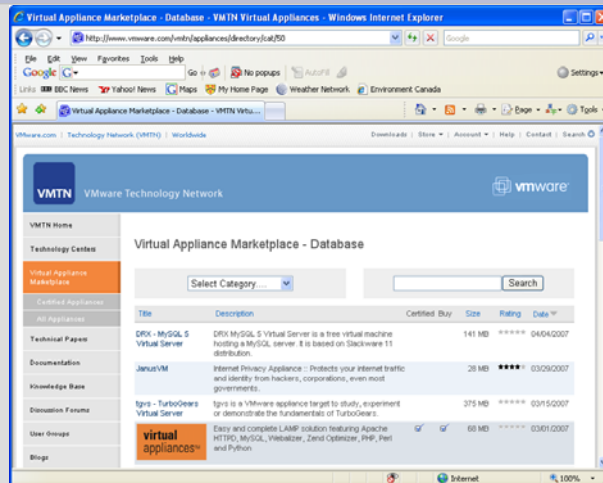 Virtual Appliance Marketplace - Database - VMTN Virtual Appliances - Windows Internet Explorer
http://www.vmware.com/vmtn/appliances/directory/cat/50
Google
File Edit View Favorites Tools Help
Google G Go No popups AutoFill Settings
Links BBC News Yahoo! News Maps My Home Page Weather Network Environment Canada
Virtual Appliance Marketplace - Database - VMTN Virtu... Page Tools
VMware.com | Technology Network (VMTN) | Worldwide Downloads | Store | Account | Help | Contact | Search
VMTN VMware Technology Network vmware
VMTN Home
Technology Centers
Virtual Appliance Marketplace
Certified Appliances
All Appliances
Technical Papers
Documentation
Knowledge Base
Discussion Forums
User Groups
Blogs
Virtual Appliance Marketplace - Database
Select Category.... Search
Title Description Certified Buy Size Rating Date
DRX - MySQL 5 Virtual Server
DRX MySQL 5 Virtual Server is a free virtual machine
hosting a MySQL server. It is based on Slackware 11
distribution.
141 MB 04/04/2007
JanusVM
Internet Privacy Appliance :: Protects your internet traffic
and identity from hackers, corporations, even most
governments.
28 MB 03/29/2007
tgvs - TurboGears Virtual Server
tgvs is a VMware appliance target to study, experiment
or demonstrate the fundamentals of TurboGears.
375 MB 03/15/2007
virtual appliances
Easy and complete LAMP solution featuring Apache
HTTPD, MySQL, Webalizer, Zend Optimizer, PHP, Perl
and Python.
68 MB 03/01/2007
Internet 100%